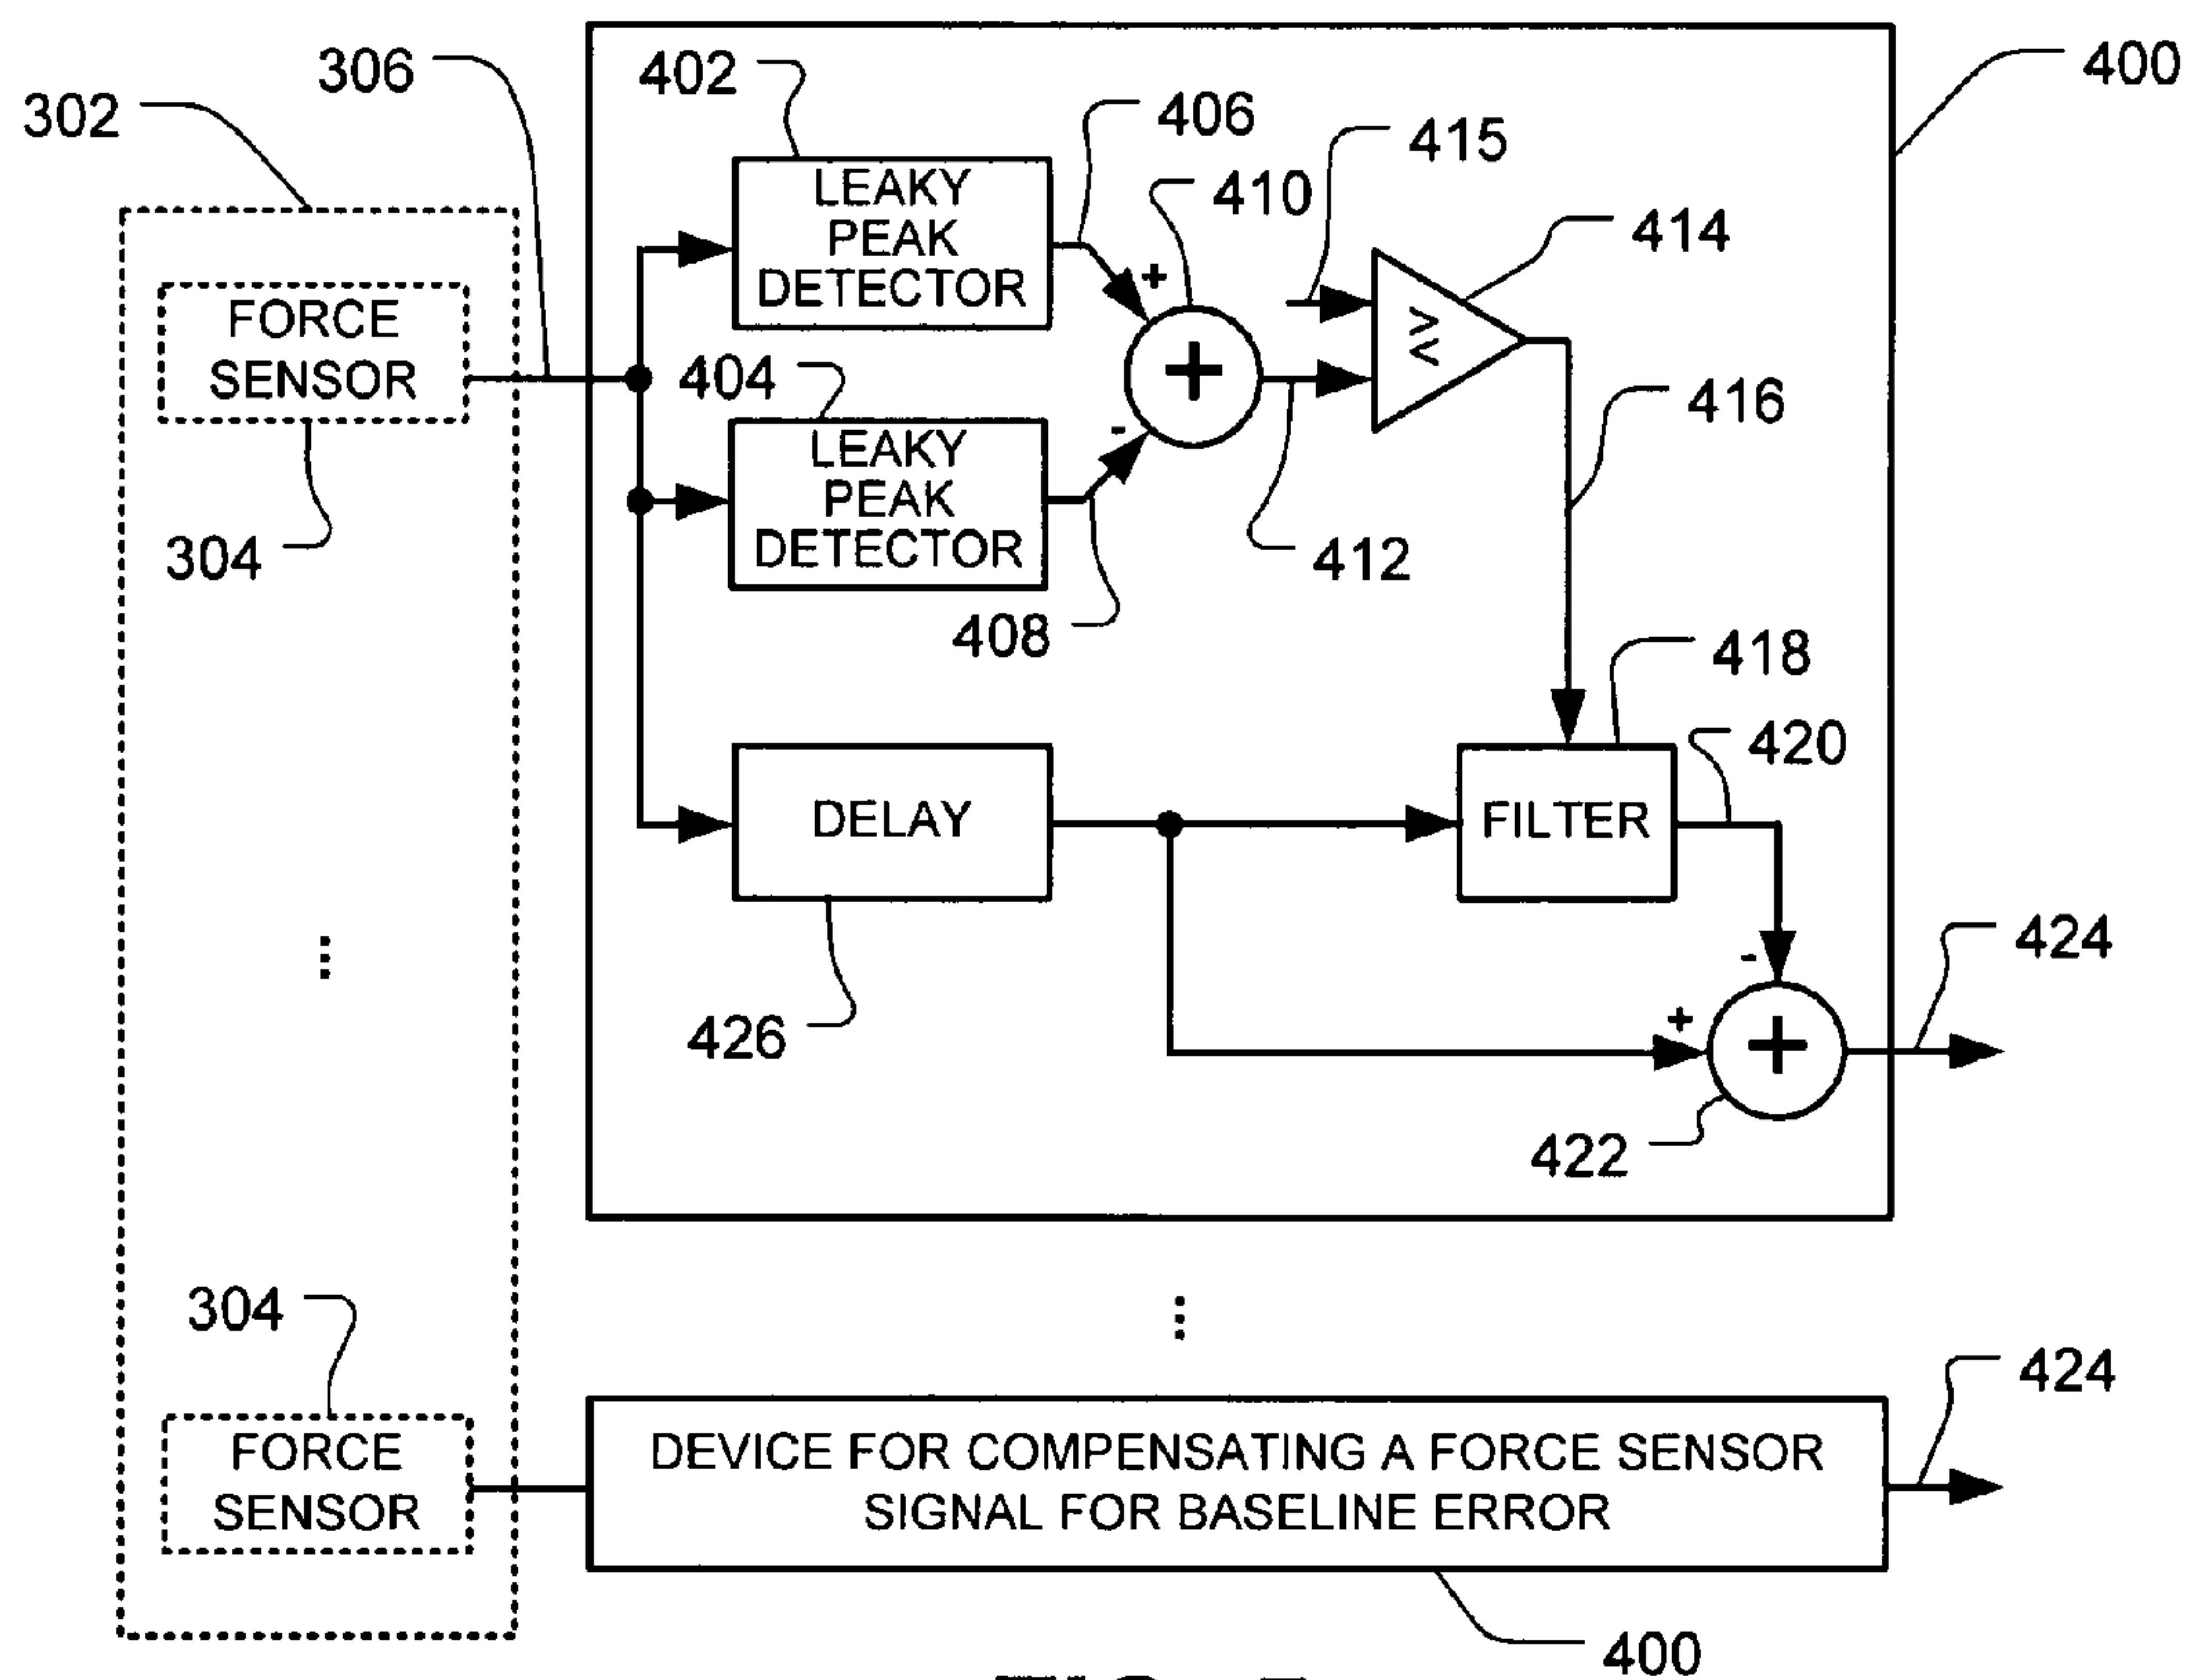 306
302
402
406
415
400
410
414
LEAKY
PEAK
DETECTOR
+
FORCE
SENSOR
≥
<
+
404
416
-
LEAKY
PEAK
DETECTOR
304
412
408
418
420
DELAY
FILTER
424
-
+
+
426
422
304
424
FORCE
SENSOR
DEVICE FOR COMPENSATING A FORCE SENSOR
SIGNAL FOR BASELINE ERROR
400